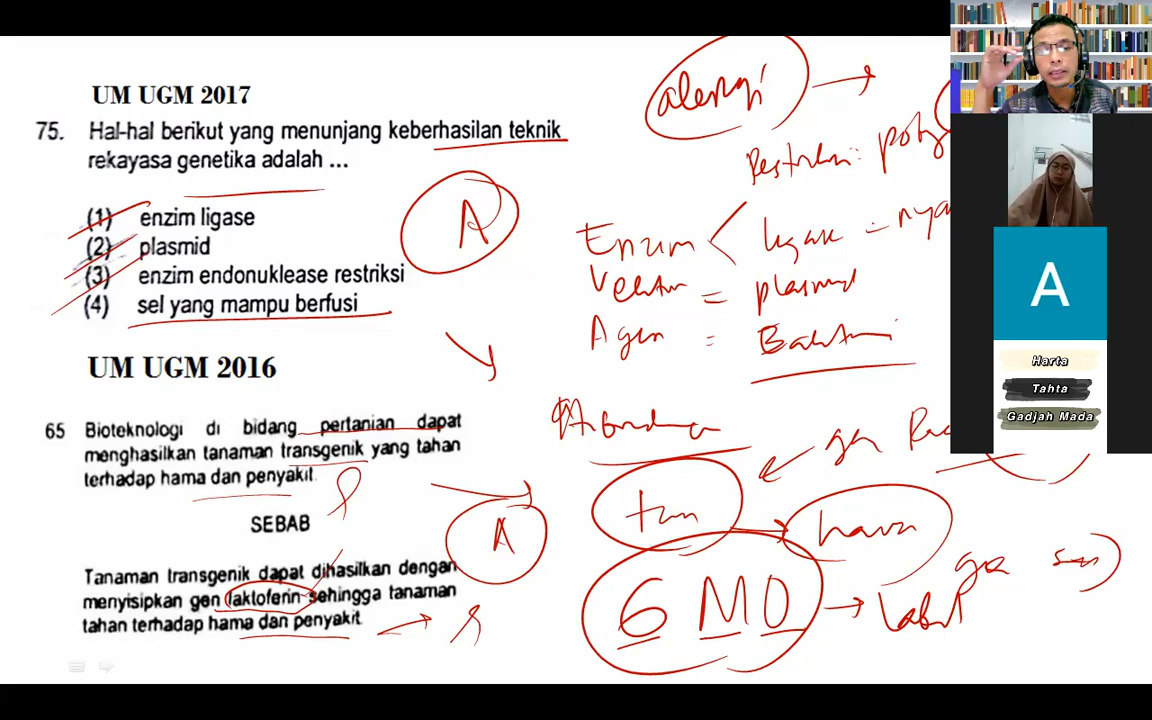 UM UGM 2017
75. Hal-hal berikut yang menunjang keberhasilan teknik
rekayasa genetika adalah ...
(1) enzim ligase
(2) plasmid
(3) enzim endonuklease restriksi
(4) sel yang mampu berfusi
A
UM UGM 2016
65 Bioteknologi di bidang pertanian dapat
menghasilkan tanaman transgenik yang tahan
terhadap hama dan penyakit.
SEBAB
Tanaman transgenik dapat dihasilkan dengan
menyisipkan gen laktoferin sehingga tanaman
tahan terhadap hama dan penyakit.
A
alergi
Enzim
Vektor = plasmid
Agen = Bakteri
gen
6 MO
A
Harta
Tahta
Gadjah Mada